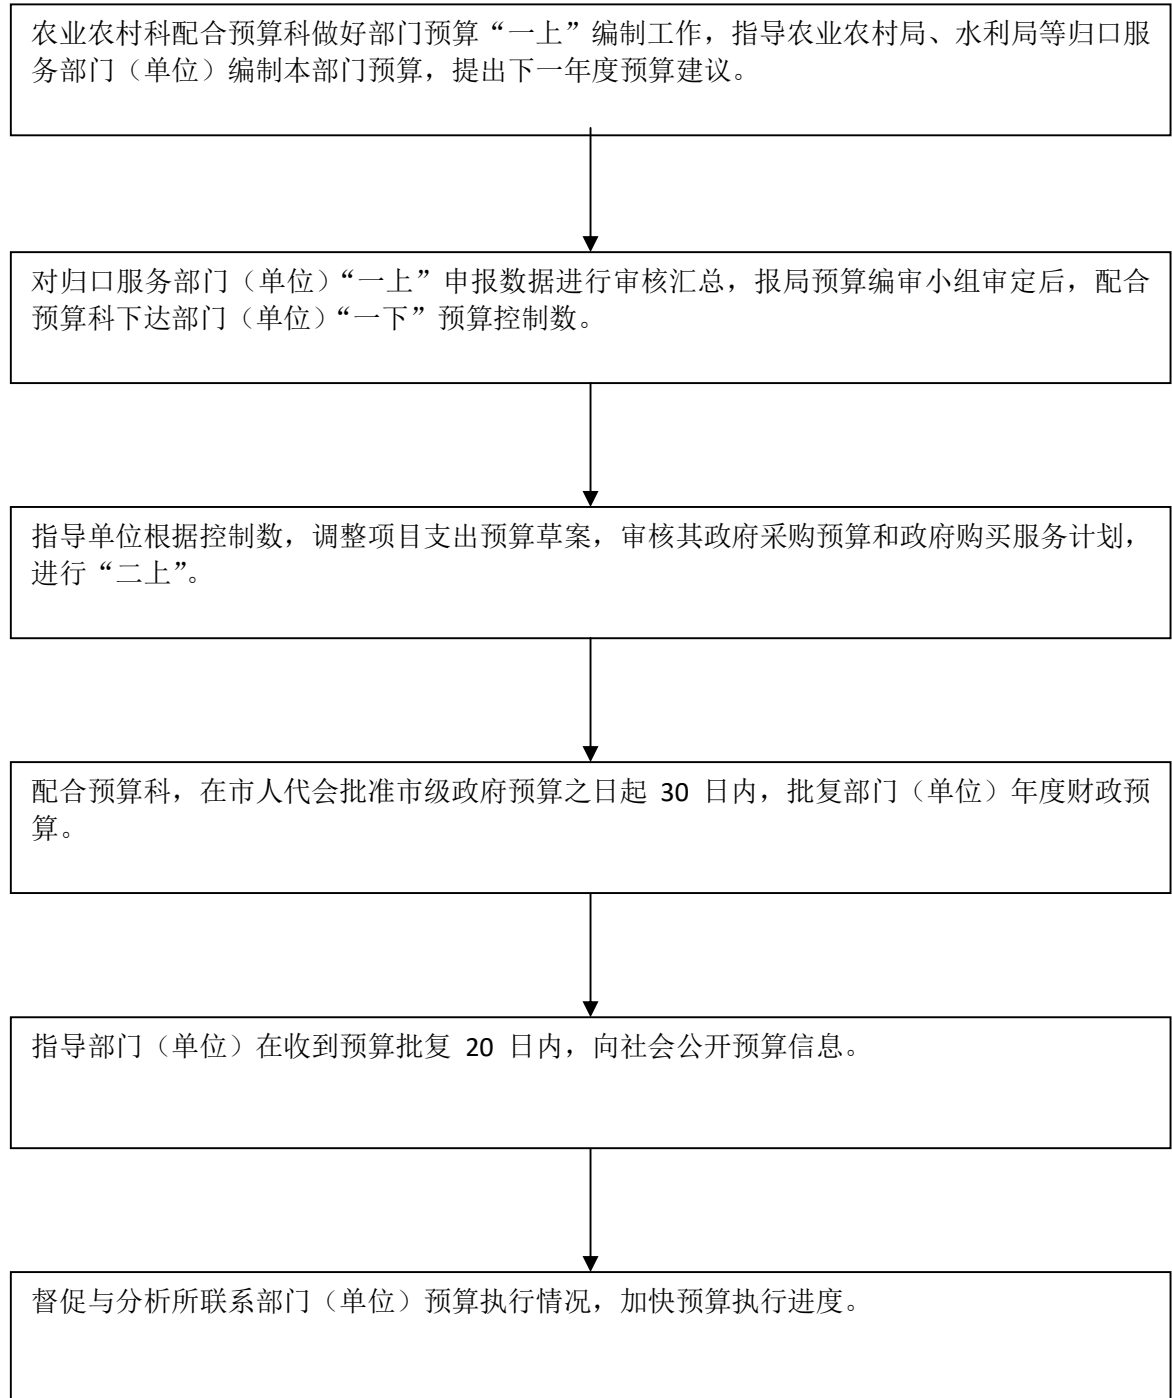 农业农村科配合预算科做好部门预算“一上”编制工作，指导农业农村局、水利局等归口服
务部门（单位）编制本部门预算，提出下一年度预算建议。
对归口服务部门（单位）“一上”申报数据进行审核汇总，报局预算编审小组审定后，配合
预算科下达部门（单位）“一下”预算控制数。
指导单位根据控制数，调整项目支出预算草案，审核其政府采购预算和政府购买服务计划，
进行“二上”。
配合预算科，在市人代会批准市级政府预算之日起 30 日内，批复部门（单位）年度财政预
算。
指导部门（单位）在收到预算批复 20 日内，向社会公开预算信息。
督促与分析所联系部门（单位）预算执行情况，加快预算执行进度。